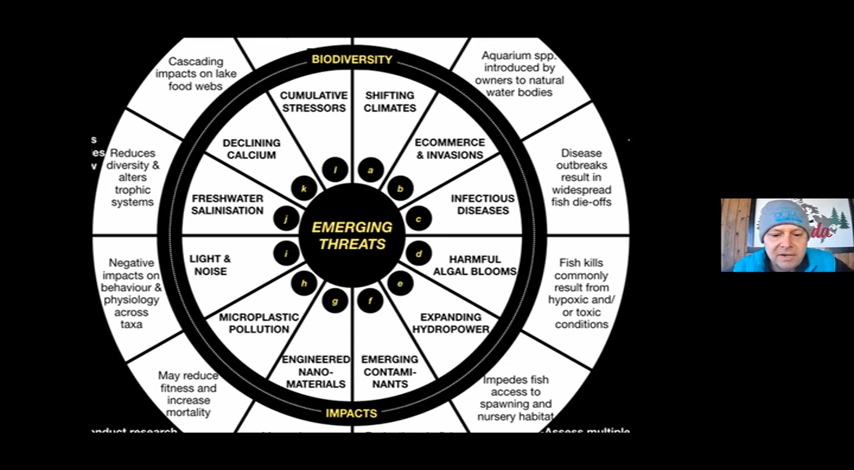 BIODIVERSITY
Cascading
impacts on lake
food webs
Aquarium spp.
introduced by
owners to natural
water bodies
CUMULATIVE
STRESSORS
SHIFTING
CLIMATES
DECLINING
CALCIUM
ECOMMERCE
& INVASIONS
Reduces
diversity &
alters
trophic
systems
Disease
outbreaks
result in
widespread
fish die-offs
l
a
k
b
FRESHWATER
SALINISATION
INFECTIOUS
DISEASES
j
c
EMERGING
THREATS
i
d
LIGHT &
NOISE
HARMFUL
ALGAL BLOOMS
h
e
g
f
Negative
impacts on
behaviour &
physiology
across
taxa
Fish kills
commonly
result from
hypoxic and/
or toxic
conditions
MICROPLASTIC
POLLUTION
EXPANDING
HYDROPOWER
ENGINEERED
NANO-
MATERIALS
EMERGING
CONTAMI-
NANTS
May reduce
fitness and
increase
mortality
Impedes fish
access to
spawning and
nursery habitat
IMPACTS